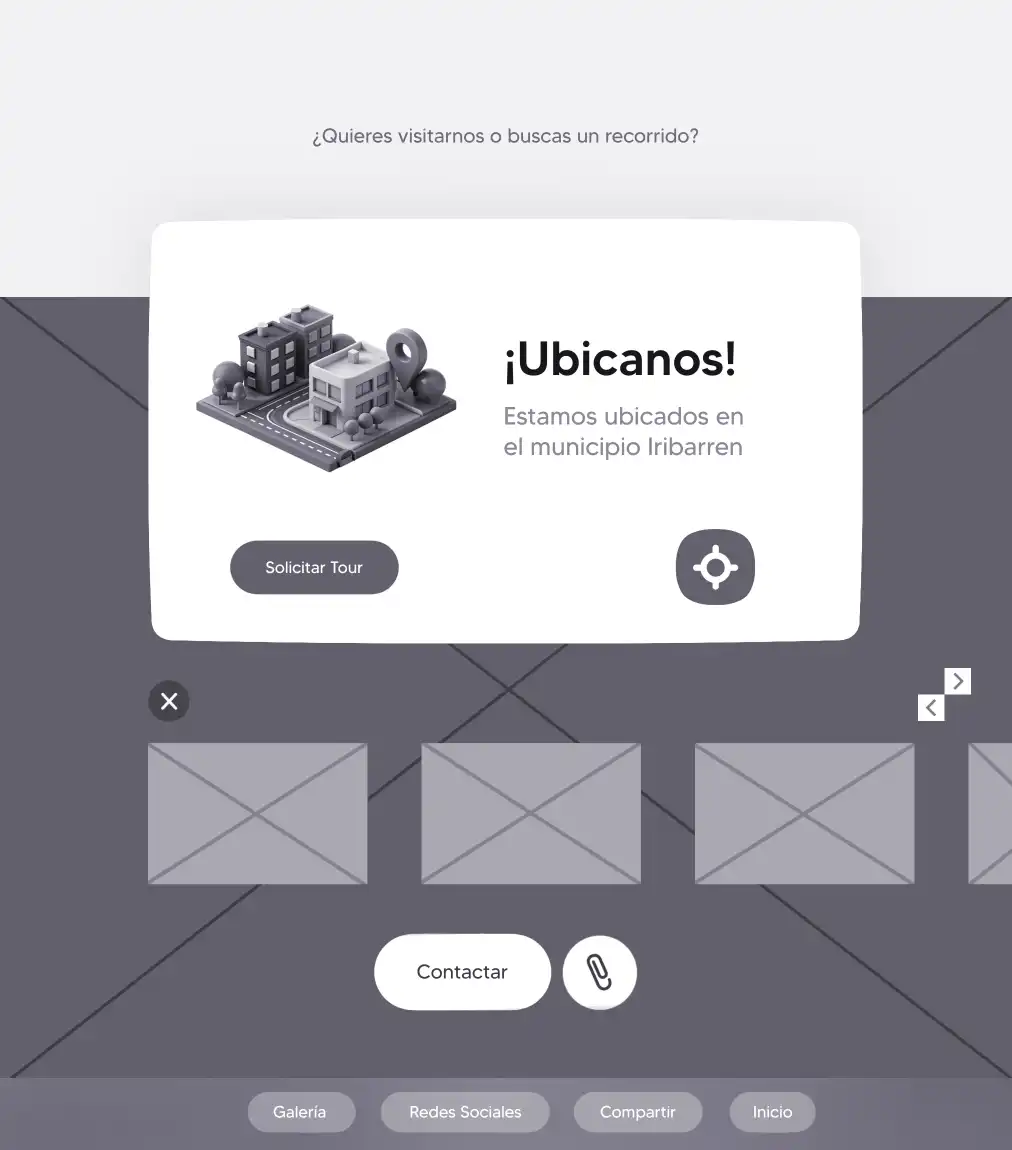 ¿Quieres visitarnos o buscas un recorrido?
¡Ubicanos!
Estamos ubicados en
el municipio Iribarren
Solicitar Tour
Contactar
Galería
Redes Sociales
Compartir
Inicio